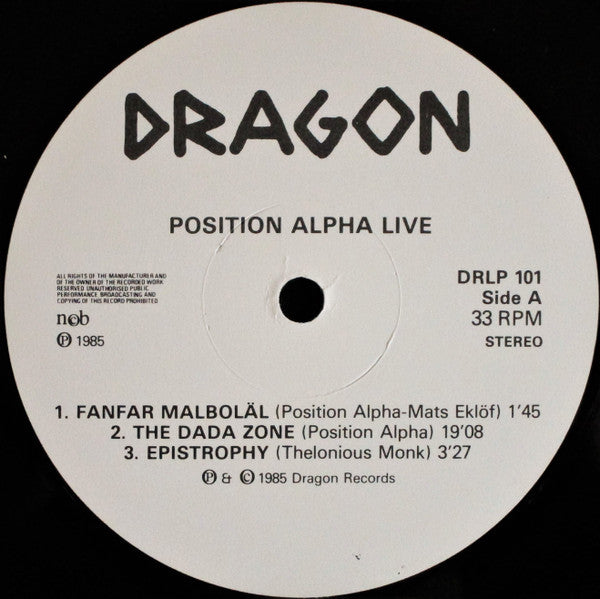 DRAGON
POSITION ALPHA LIVE
ALL RIGHTS OF THE MANUFACTURER AND
OF THE OWNER OF THE RECORDED WORK
RESERVED UNAUTHORISED PUBLIC
PERFORMANCE BROADCASTING AND
COPYING OF THIS RECORD PROHIBITED
n©b
℗ 1985
DRLP 101
Side A
33 RPM
STEREO
1. FANFAR MALBOLÄL (Position Alpha-Mats Eklöf) 1'45
2. THE DADA ZONE (Position Alpha) 19'08
3. EPISTROPHY (Thelonious Monk) 3'27
℗ & © 1985 Dragon Records